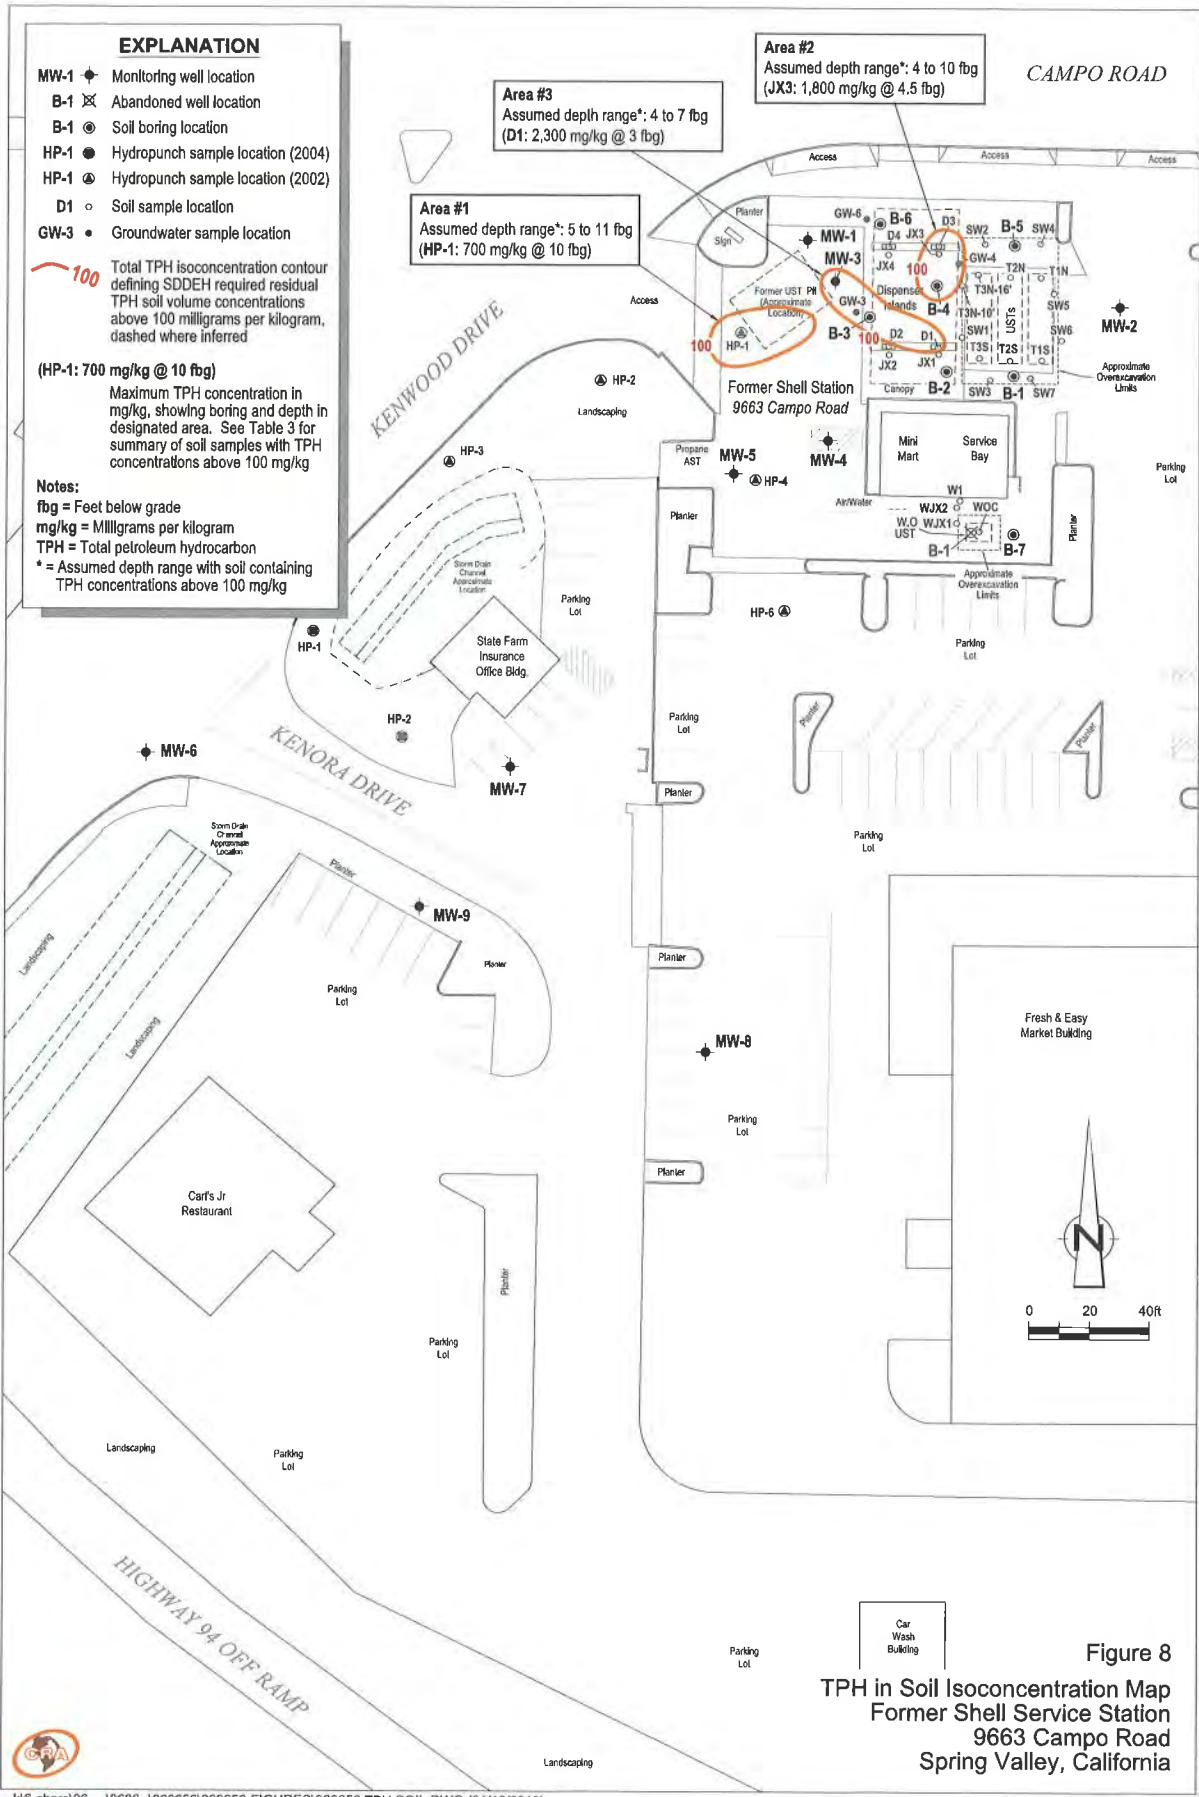 EXPLANATION
MW-1 Monitoring well location
B-1 Abandoned well location
B-1 Soil boring location
HP-1 Hydropunch sample location (2004)
HP-1 Hydropunch sample location (2002)
D1 Soil sample location
GW-3 Groundwater sample location
100 Total TPH isoconcentration contour
defining SDDEH required residual
TPH soil volume concentrations
above 100 milligrams per kilogram,
dashed where inferred
(HP-1: 700 mg/kg @ 10 fbg)
Maximum TPH concentration in
mg/kg, showing boring and depth in
designated area. See Table 3 for
summary of soil samples with TPH
concentrations above 100 mg/kg
Notes:
fbg = Feet below grade
mg/kg = Milligrams per kilogram
TPH = Total petroleum hydrocarbon
* = Assumed depth range with soil containing
TPH concentrations above 100 mg/kg
Area #3
Assumed depth range*: 4 to 7 fbg
(D1: 2,300 mg/kg @ 3 fbg)
Area #2
Assumed depth range*: 4 to 10 fbg
(JX3: 1,800 mg/kg @ 4.5 fbg)
Area #1
Assumed depth range*: 5 to 11 fbg
(HP-1: 700 mg/kg @ 10 fbg)
CAMPO ROAD
Access
Access
Access
Planter
Sign
GW-6
B-6
D3
D4
JX3
SW2
B-5
SW4
MW-1
MW-3
JX4
100
GW-4
T2N
T1N
Former UST Pit
(Approximate
Location)
Access
Dispenser
Islands
T3N-16'
SW5
GW-3
B-4
T3N-10'
USTs
MW-2
B-3
SW1
SW6
100
HP-1
100
D2
D1
T3S
T2S
T1S
JX2
JX1
Approximate
Overexcavation
Limits
Former Shell Station
9663 Campo Road
Canopy
B-2
SW3
B-1
SW7
KENWOOD DRIVE
HP-2
Landscaping
HP-3
Propane
AST
MW-5
HP-4
MW-4
Mini
Mart
Service
Bay
Parking
Lot
Air/Water
W1
WJX2
WOC
W.O
UST
WJX1
B-1
B-7
Planter
Planter
Approximate
Overexcavation
Limits
Storm Drain
Channel
Approximate
Location
Parking
Lot
HP-6
Parking
Lot
HP-1
State Farm
Insurance
Office Bldg.
HP-2
Parking
Lot
Planter
Planter
MW-6
KENORA DRIVE
MW-7
Planter
Storm Drain
Channel
Approximate
Location
Parking
Lot
Planter
MW-9
Landscaping
Planter
Planter
Parking
Lot
Landscaping
Fresh & Easy
Market Building
MW-8
Parking
Lot
Planter
Carl's Jr
Restaurant
N
Planter
0 20 40ft
Parking
Lot
Landscaping
Parking
Lot
HIGHWAY 94 OFF RAMP
Car
Wash
Building
Parking
Lot
Figure 8
TPH in Soil Isoconcentration Map
Former Shell Service Station
9663 Campo Road
Spring Valley, California
CRA
Landscaping